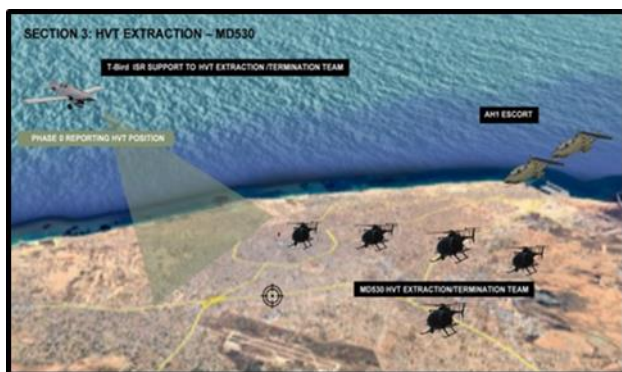 SECTION 3: HVT EXTRACTION – MD530
T-Bird ISR SUPPORT TO HVT EXTRACTION /TERMINATION TEAM
AH1 ESCORT
PHASE 0 REPORTING HVT POSITION
MD530 HVT EXTRACTION/TERMINATION TEAM